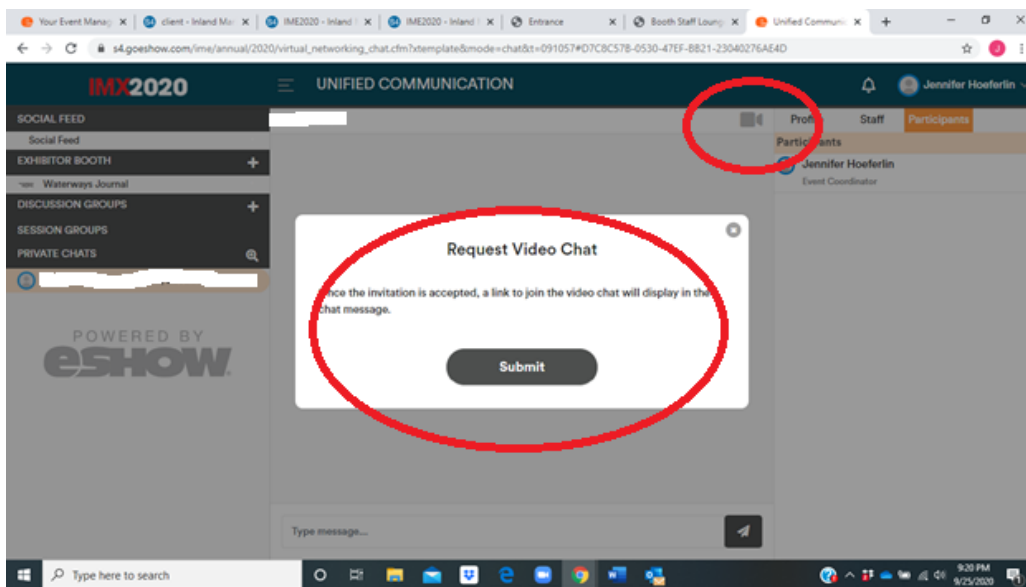 Your Event Manag
client - Inland Ma
IME2020 - Inland
IME2020 - Inland
Entrance
Booth Staff Loung
Unified Communic
s4.goeshow.com/ime/annual/2020/virtual_networking_chat.cfm?xtemplate&mode=chat&t=091057#D7C8C57B-0530-47EF-BB21-23040276AE4D
IMX2020
UNIFIED COMMUNICATION
Jennifer Hoeferlin
SOCIAL FEED
Social Feed
EXHIBITOR BOOTH
Waterways Journal
DISCUSSION GROUPS
SESSION GROUPS
PRIVATE CHATS
POWERED BY
eSHOW
Profi
Staff
Participants
Participants
Jennifer Hoeferlin
Event Coordinator
Request Video Chat
Once the invitation is accepted, a link to join the video chat will display in the
chat message.
Submit
Type message...
Type here to search
9:20 PM
9/25/2020